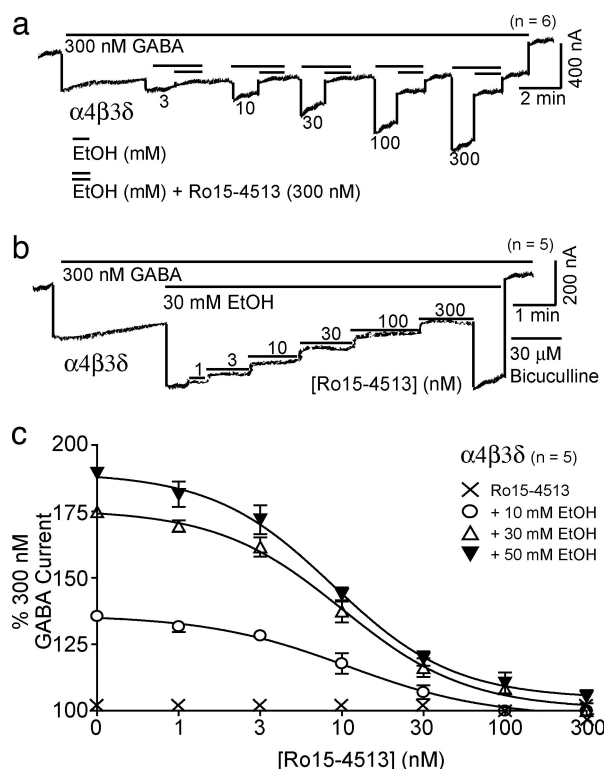 a
300 nM GABA
(n = 6)
400 nA
2 min
3
10
30
100
300
α4β3δ
EtOH (mM)
EtOH (mM) + Ro15-4513 (300 nM)
b
300 nM GABA
(n = 5)
30 mM EtOH
200 nA
1 min
1
3
10
30
100
300
α4β3δ
[Ro15-4513] (nM)
30 μM
Bicuculline
c
α4β3δ (n = 5)
Ro15-4513
+ 10 mM EtOH
+ 30 mM EtOH
+ 50 mM EtOH
% 300 nM
GABA Current
200
175
150
125
100
0 1 3 10 30 100 300
[Ro15-4513] (nM)